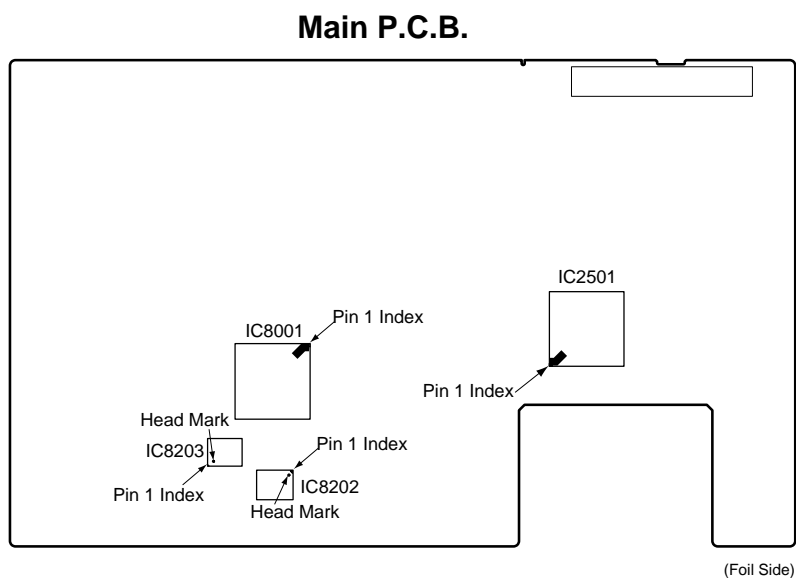 Main P.C.B.
IC2501
Pin 1 Index
IC8001
Pin 1 Index
Head Mark
Pin 1 Index
IC8203
IC8202
Pin 1 Index
Head Mark
(Foil Side)